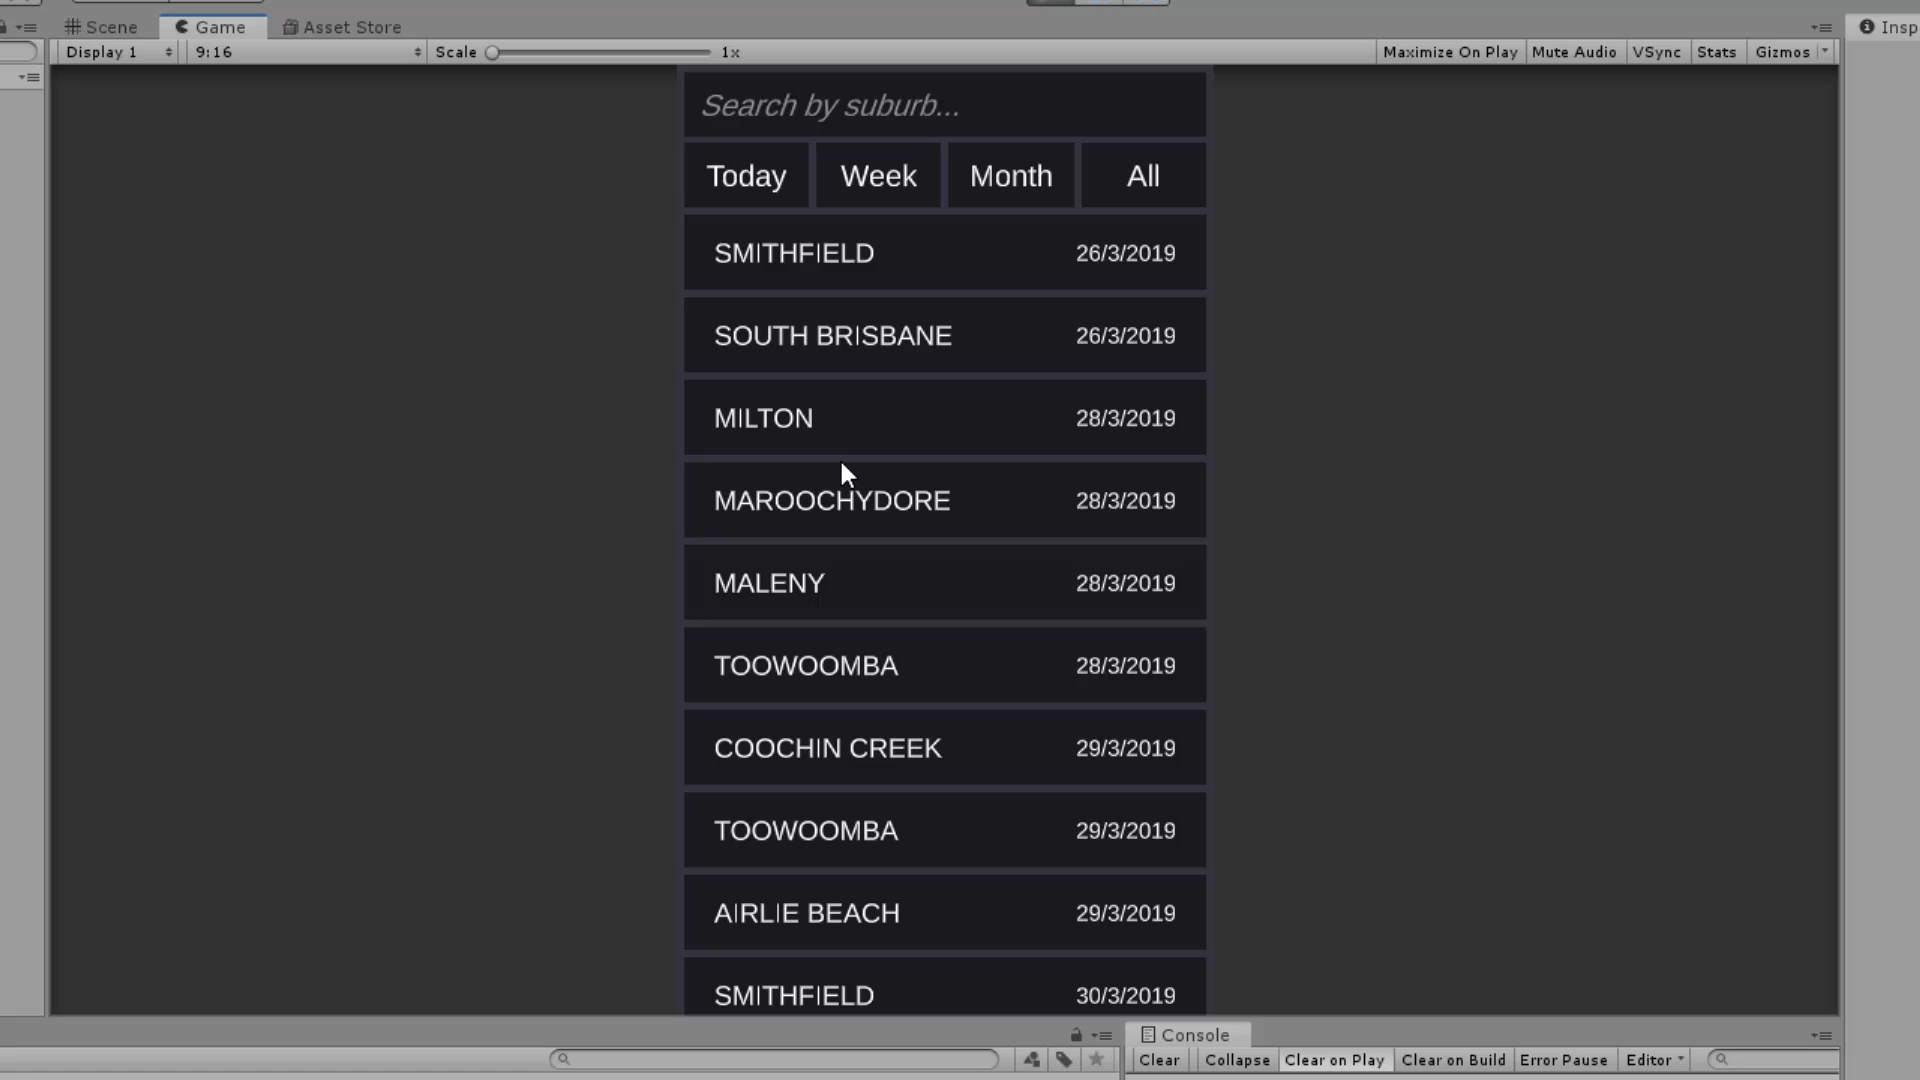 Scene Game Asset Store Insp
Display 1 9:16 Scale 1x Maximize On Play Mute Audio VSync Stats Gizmos
Search by suburb...
Today Week Month All
SMITHFIELD 26/3/2019
SOUTH BRISBANE 26/3/2019
MILTON 28/3/2019
MAROOCHYDORE 28/3/2019
MALENY 28/3/2019
TOOWOOMBA 28/3/2019
COOCHIN CREEK 29/3/2019
TOOWOOMBA 29/3/2019
AIRLIE BEACH 29/3/2019
SMITHFIELD 30/3/2019
Console
Clear Collapse Clear on Play Clear on Build Error Pause Editor